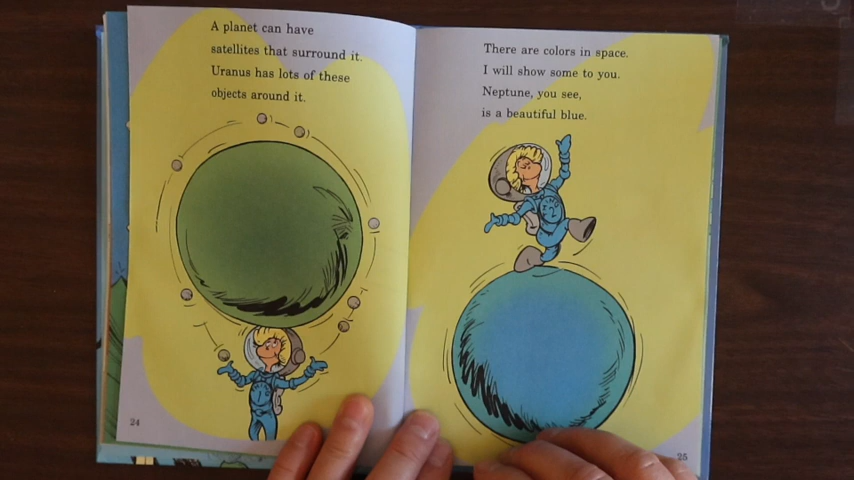 A planet can have
satellites that surround it.
Uranus has lots of these
objects around it.
24
There are colors in space.
I will show some to you.
Neptune, you see,
is a beautiful blue.
25